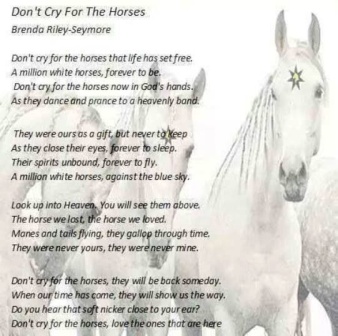 Don't Cry For The Horses
Brenda Riley-Seymore
Don't cry for the horses that life has set free.
A million white horses, forever to be.
Don't cry for the horses now in God's hands.
As they dance and prance to a heavenly band.
They were ours as a gift, but never to keep
As they close their eyes, forever to sleep.
Their spirits unbound, forever to fly.
A million white horses, against the blue sky.
Look up into Heaven. You will see them above.
The horse we lost, the horse we loved.
Manes and tails flying, they gallop through time.
They were never yours, they were never mine.
Don't cry for the horses, they will be back someday.
When our time has come, they will show us the way.
Do you hear that soft nicker close to your ear?
Don't cry for the horses, love the ones that are here